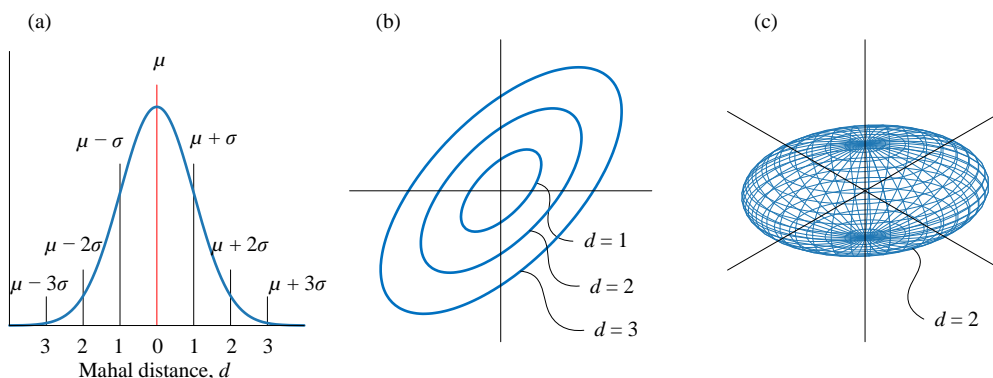 (a)
μ
μ − σ
μ + σ
μ − 2σ
μ + 2σ
μ − 3σ
μ + 3σ
3 2 1 0 1 2 3
Mahal distance, d
(b)
d = 1
d = 2
d = 3
(c)
d = 2